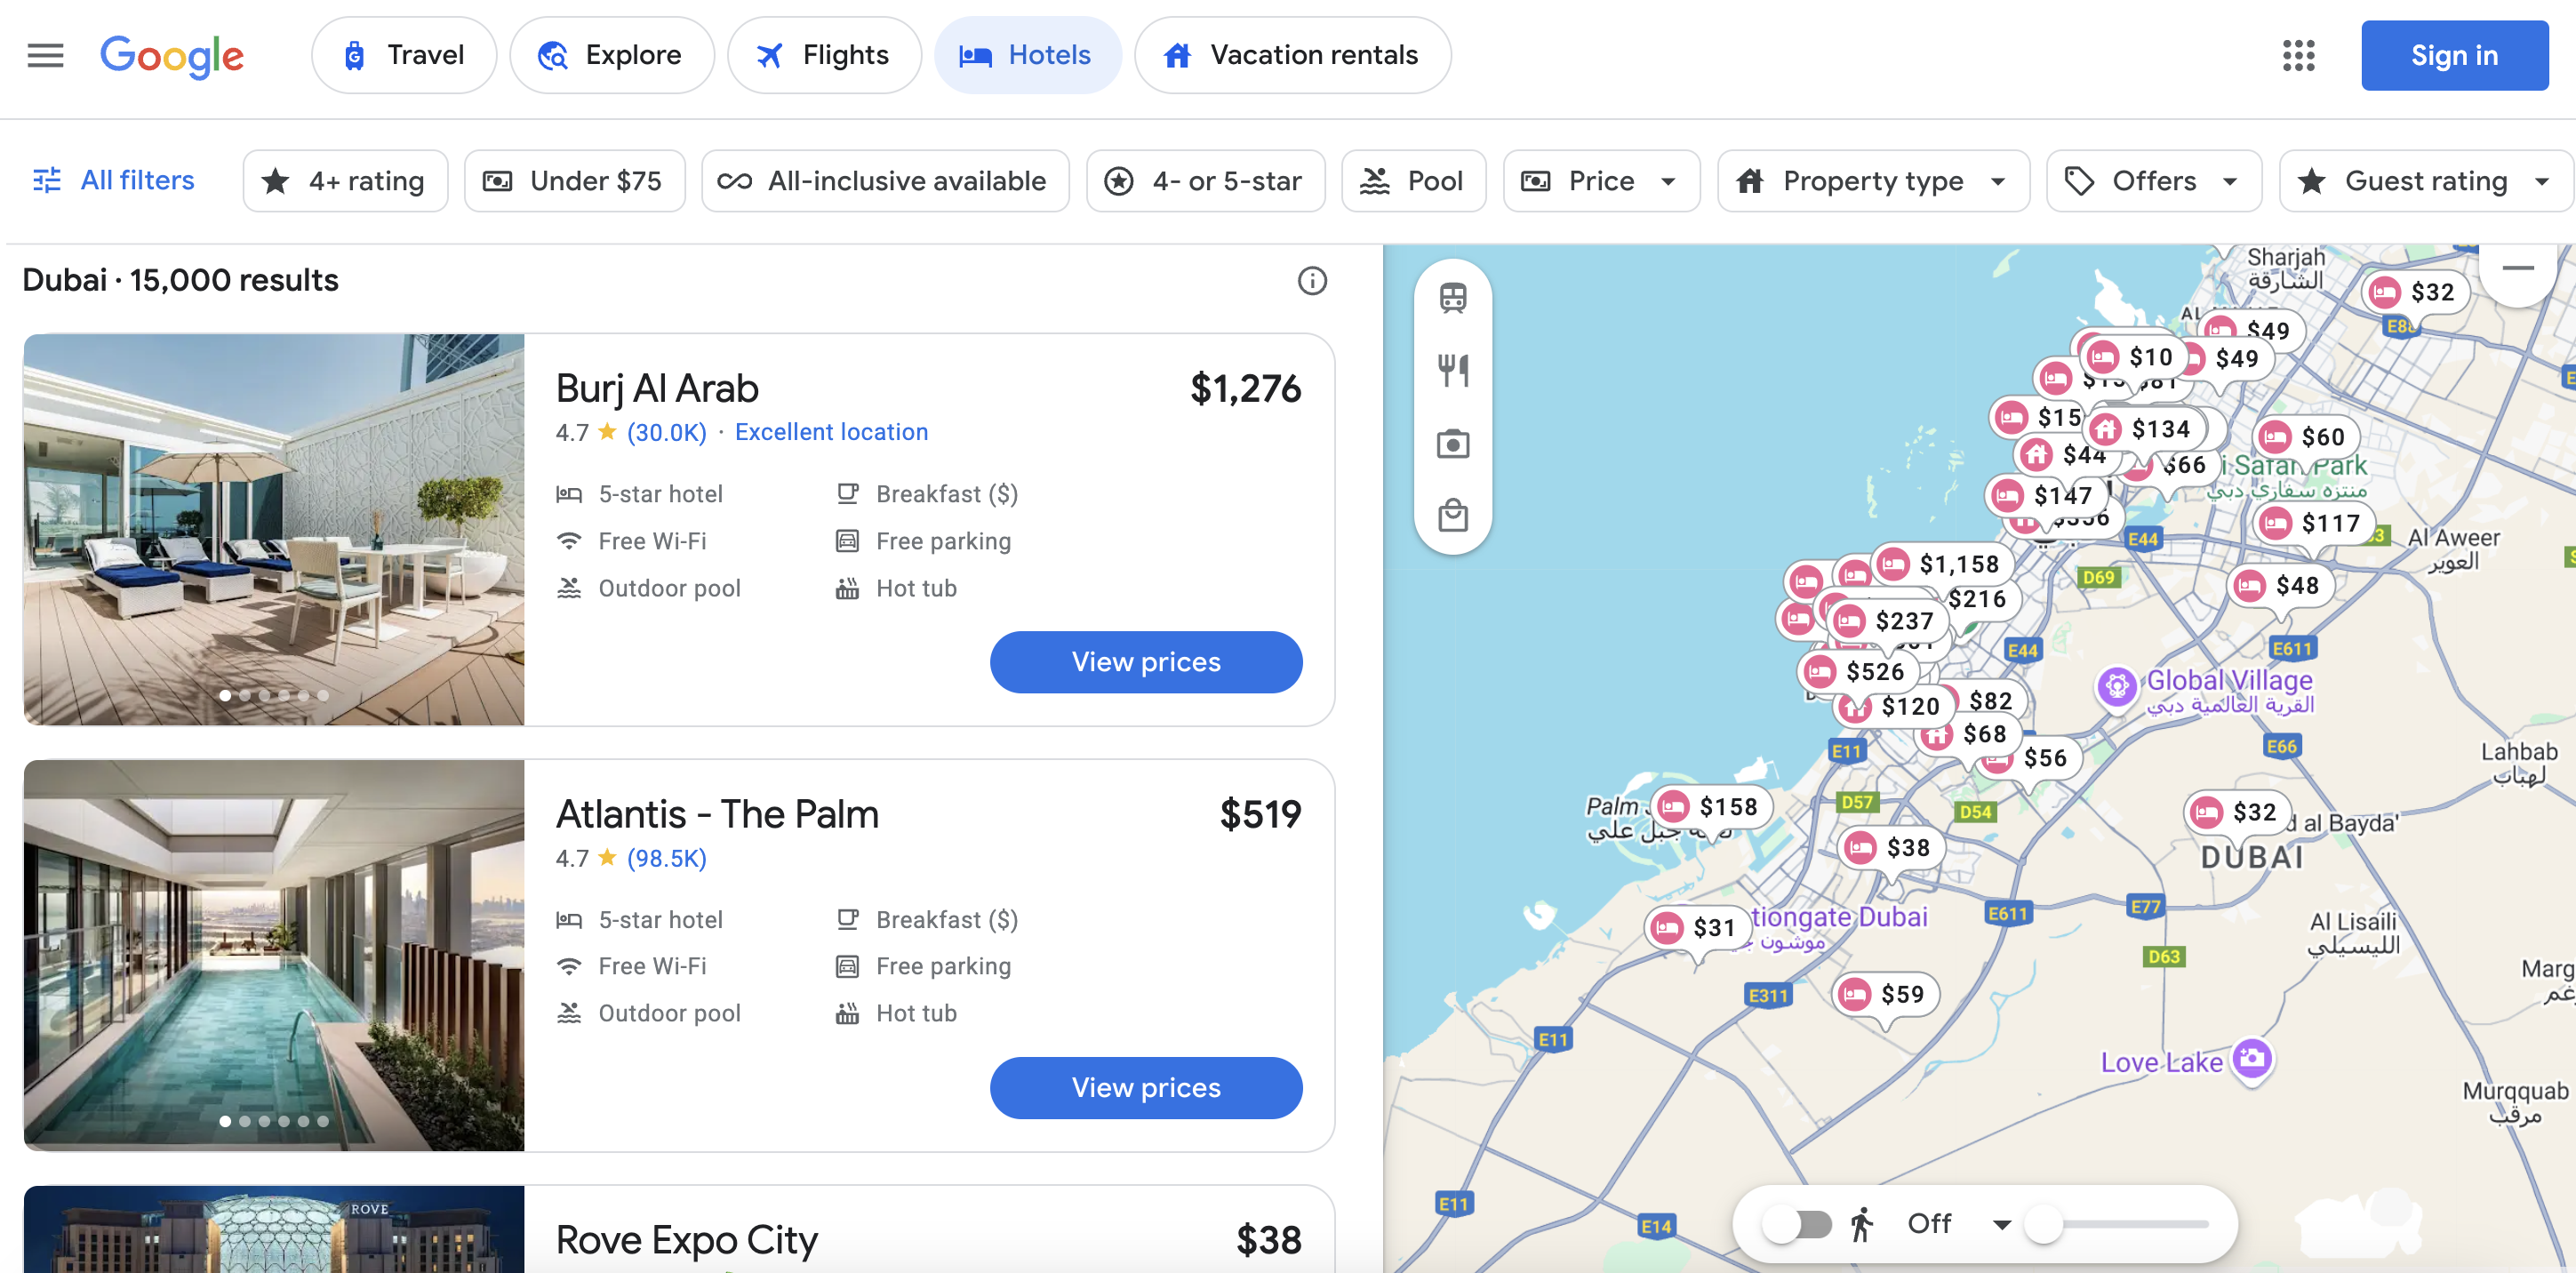 Google
Travel
Explore
Flights
Hotels
Vacation rentals
Sign in
All filters
4+ rating
Under $75
All-inclusive available
4- or 5-star
Pool
Price
Property type
Offers
Guest rating
Dubai · 15,000 results
Burj Al Arab
$1,276
4.7 (30.0K) · Excellent location
5-star hotel
Breakfast ($)
Free Wi-Fi
Free parking
Outdoor pool
Hot tub
View prices
Atlantis - The Palm
$519
4.7 (98.5K)
5-star hotel
Breakfast ($)
Free Wi-Fi
Free parking
Outdoor pool
Hot tub
View prices
ROVE
Rove Expo City
$38
Sharjah
الشارقة
$32
$49
E88
$10
$49
$15
$134
$60
$44
$66
Park
منتزه سفاري دبي
$147
$117
E44
Al Aweer
العوير
D69
$1,158
$48
$216
$237
E44
E611
$526
Global Village
القرية العالمية دبي
$82
$120
$68
E11
$56
E66
Lahbab
لهباب
Palm
$158
D57
D54
$32
al Bayda'
$38
DUBAI
E77
E611
$31
Dubai
موشون
Al Lisaili
الليسيلي
D63
$59
E311
E11
Love Lake
Murqquab
مرقب
E11
E14
Off